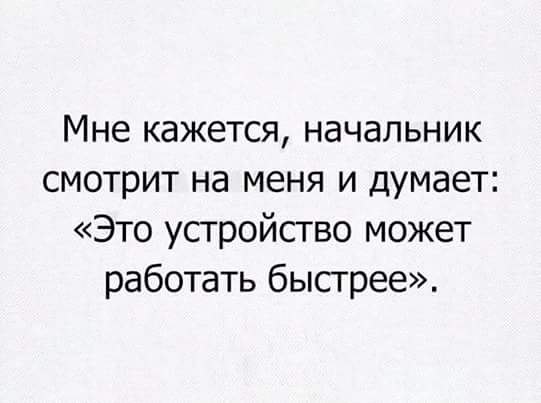 Мне кажется, начальник
смотрит на меня и думает:
«Это устройство может
работать быстрее».